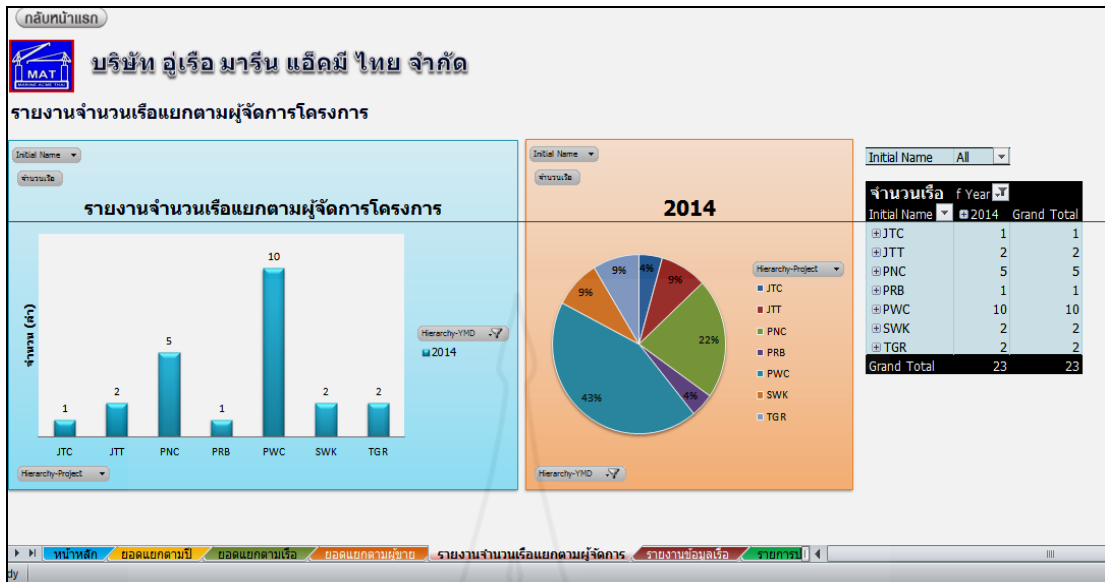 กลับหน้าแรก
MAT
บริษัท อู่เรือ มารีน แอ็คมี ไทย จำกัด
รายงานจำนวนเรือแยกตามผู้จัดการโครงการ
Initial Name
จำนวนเรือ
รายงานจำนวนเรือแยกตามผู้จัดการโครงการ
จำนวน (ลำ)
1 2 5 1 10 2 2
JTC JTT PNC PRB PWC SWK TGR
Hierarchy-Project
Hierarchy-YMD
2014
Initial Name
จำนวนเรือ
2014
4%
9%
22%
4%
43%
9%
9%
Hierarchy-Project
JTC
JTT
PNC
PRB
PWC
SWK
TGR
Hierarchy-YMD
Initial Name All
จำนวนเรือ f Year
Initial Name 2014 Grand Total
JTC 1 1
JTT 2 2
PNC 5 5
PRB 1 1
PWC 10 10
SWK 2 2
TGR 2 2
Grand Total 23 23
หน้าหลัก ยอดแยกตามปี ยอดแยกตามเรือ ยอดแยกตามผู้ขาย รายงานจำนวนเรือแยกตามผู้จัดการ รายงานข้อมูลเรือ รายการป
dy